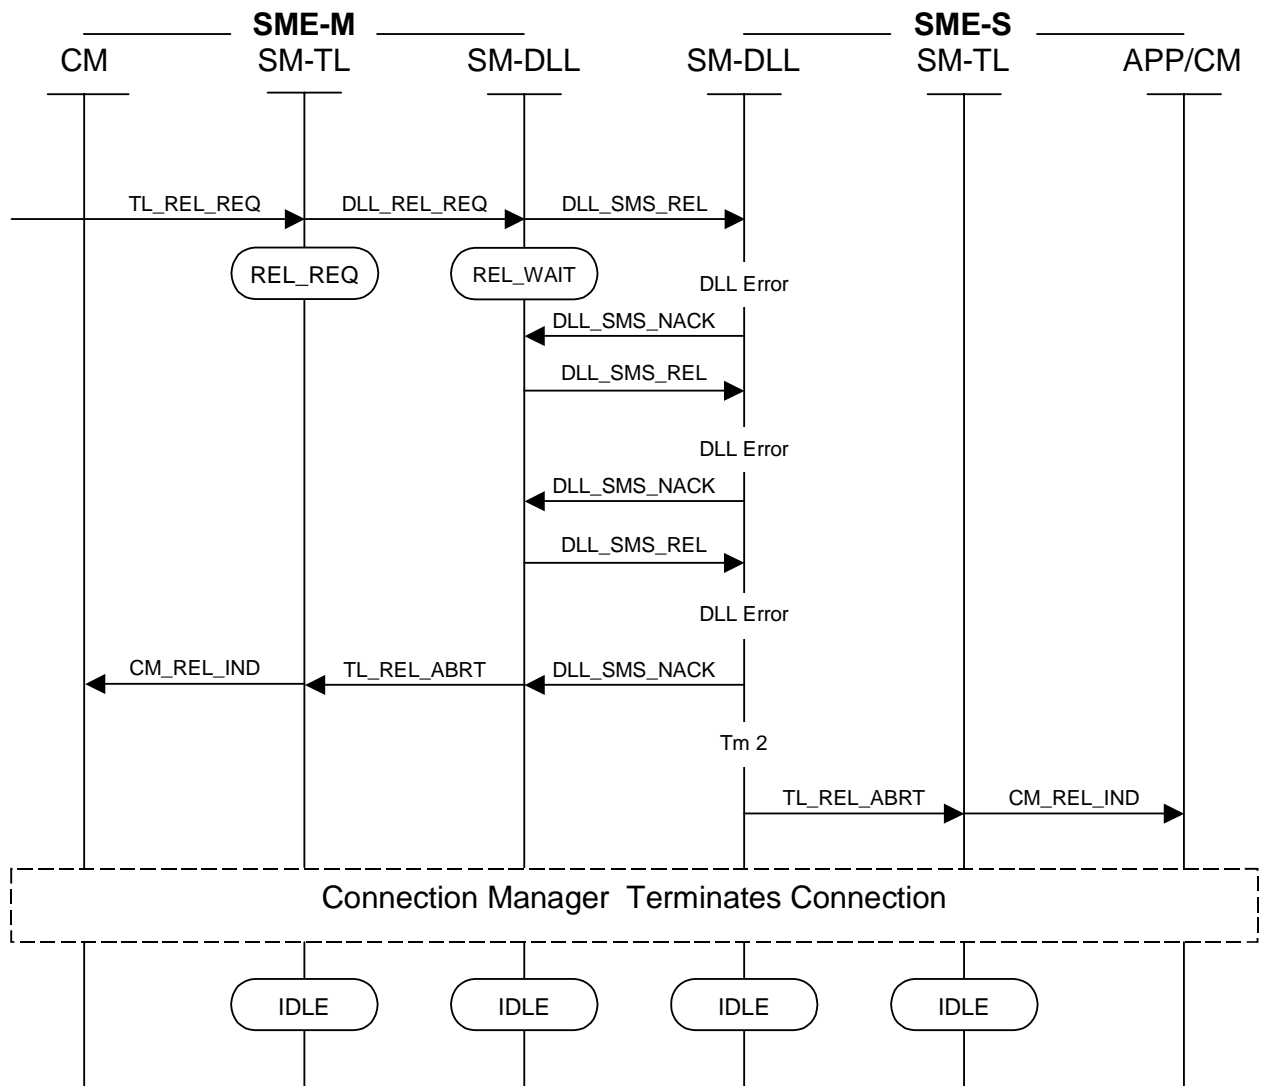 SME-M SME-S
CM SM-TL SM-DLL SM-DLL SM-TL APP/CM
TL_REL_REQ DLL_REL_REQ DLL_SMS_REL
REL_REQ REL_WAIT DLL Error
DLL_SMS_NACK
DLL_SMS_REL
DLL Error
DLL_SMS_NACK
DLL_SMS_REL
DLL Error
CM_REL_IND TL_REL_ABRT DLL_SMS_NACK
Tm 2
TL_REL_ABRT CM_REL_IND
Connection Manager Terminates Connection
IDLE IDLE IDLE IDLE